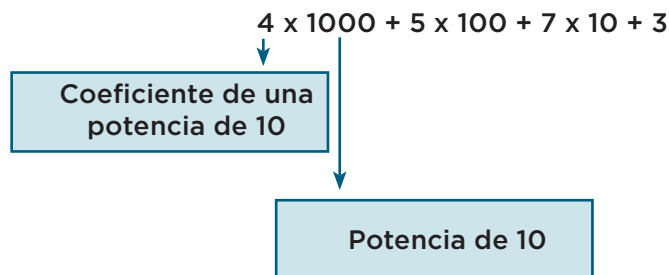 4 x 1000 + 5 x 100 + 7 x 10 + 3
Coeficiente de una
potencia de 10
Potencia de 10